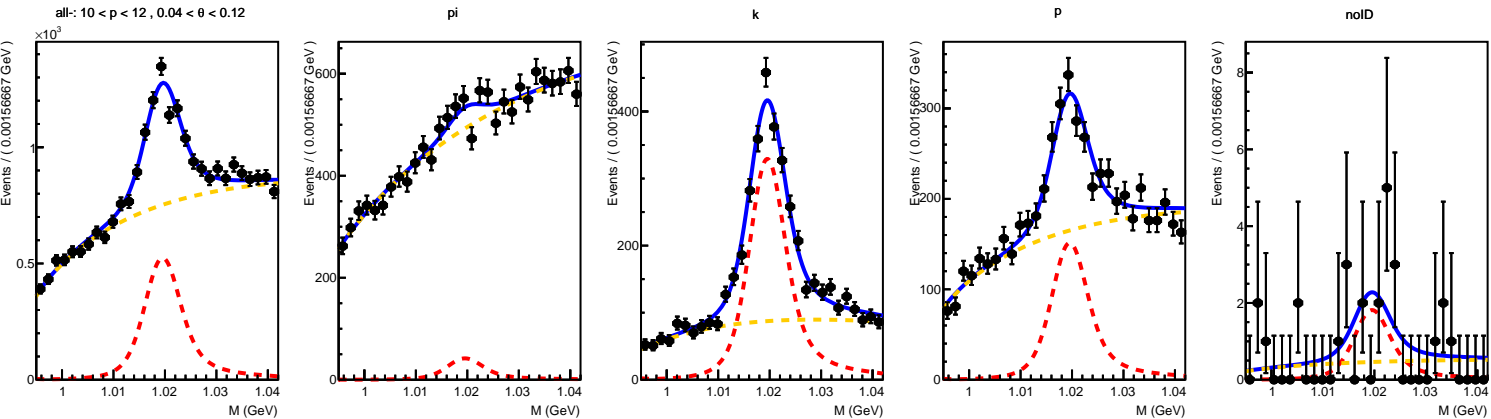 all-: 10 < p < 12 , 0.04 < θ < 0.12
×10³
Events / ( 0.00156667 GeV )
1
0.5
0
1 1.01 1.02 1.03 1.04
M (GeV)
pi
Events / ( 0.00156667 GeV )
600
400
200
0
1 1.01 1.02 1.03 1.04
M (GeV)
k
Events / ( 0.00156667 GeV )
400
200
0
1 1.01 1.02 1.03 1.04
M (GeV)
p
Events / ( 0.00156667 GeV )
300
200
100
0
1 1.01 1.02 1.03 1.04
M (GeV)
noID
Events / ( 0.00156667 GeV )
8
6
4
2
0
1 1.01 1.02 1.03 1.04
M (GeV)